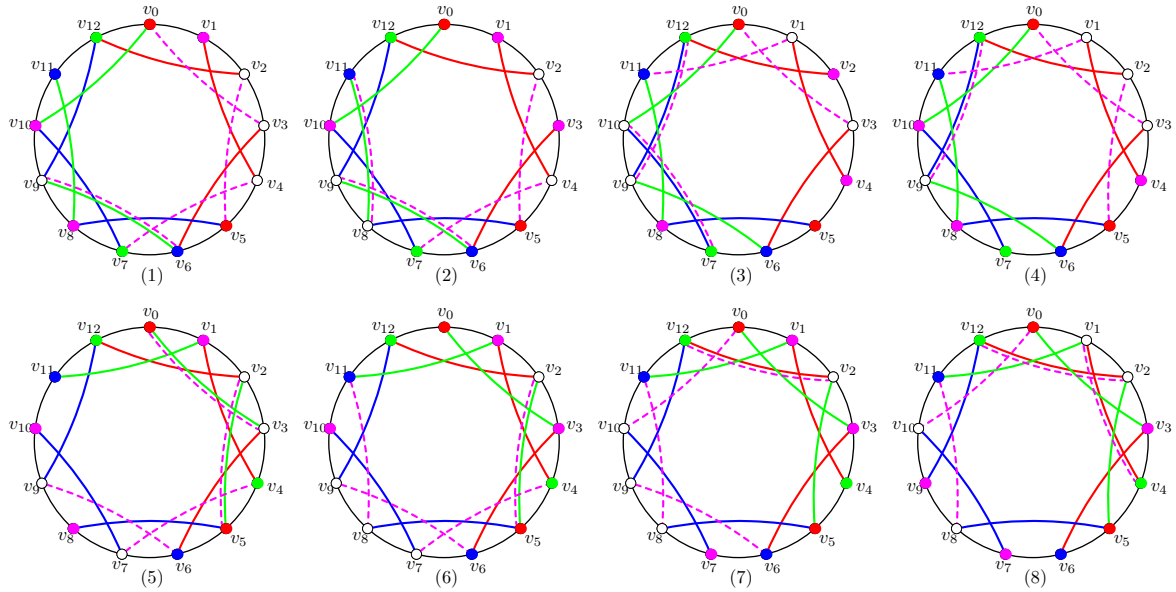 v0 v0 v0 v0
v12 v1 v12 v1 v12 v1 v12 v1
v11 v2 v11 v2 v11 v2 v11 v2
v10 v3 v10 v3 v10 v3 v10 v3
v9 v4 v9 v4 v9 v4 v9 v4
v8 v5 v8 v5 v8 v5 v8 v5
v7 v6 v7 v6 v7 v6 v7 v6
(1) (2) (3) (4)
v0 v0 v0 v0
v12 v1 v12 v1 v12 v1 v12 v1
v11 v2 v11 v2 v11 v2 v11 v2
v10 v3 v10 v3 v10 v3 v10 v3
v9 v4 v9 v4 v9 v4 v9 v4
v8 v5 v8 v5 v8 v5 v8 v5
v7 v6 v7 v6 v7 v6 v7 v6
(5) (6) (7) (8)